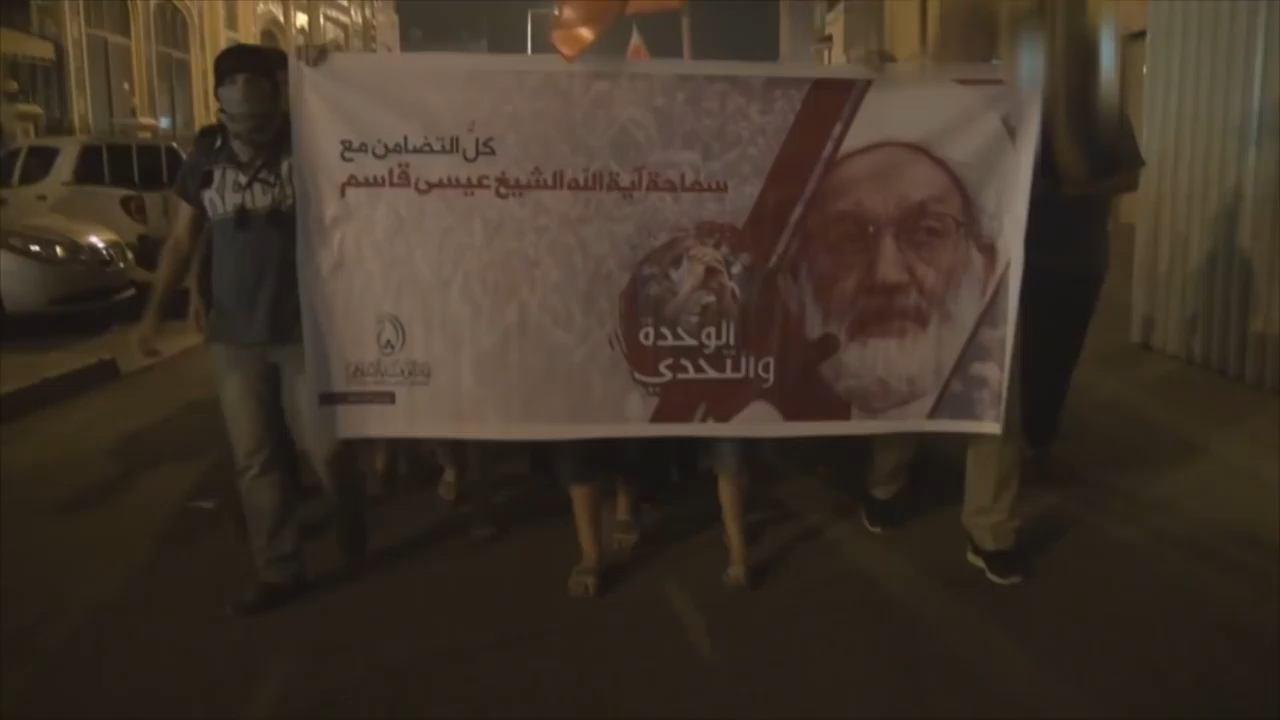 كلُّ التضامن مع
سماحة آية الله الشيخ عيسى قاسم
الوحدة
والتحدي